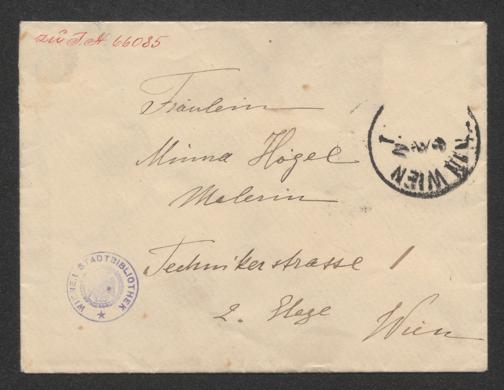 zu I.N. 66085
Fräulein
Minna Högel
Malerin
Technikerstrasse 1
2. Etage
Wien
WIENER STADTBIBLIOTHEK
WIEN